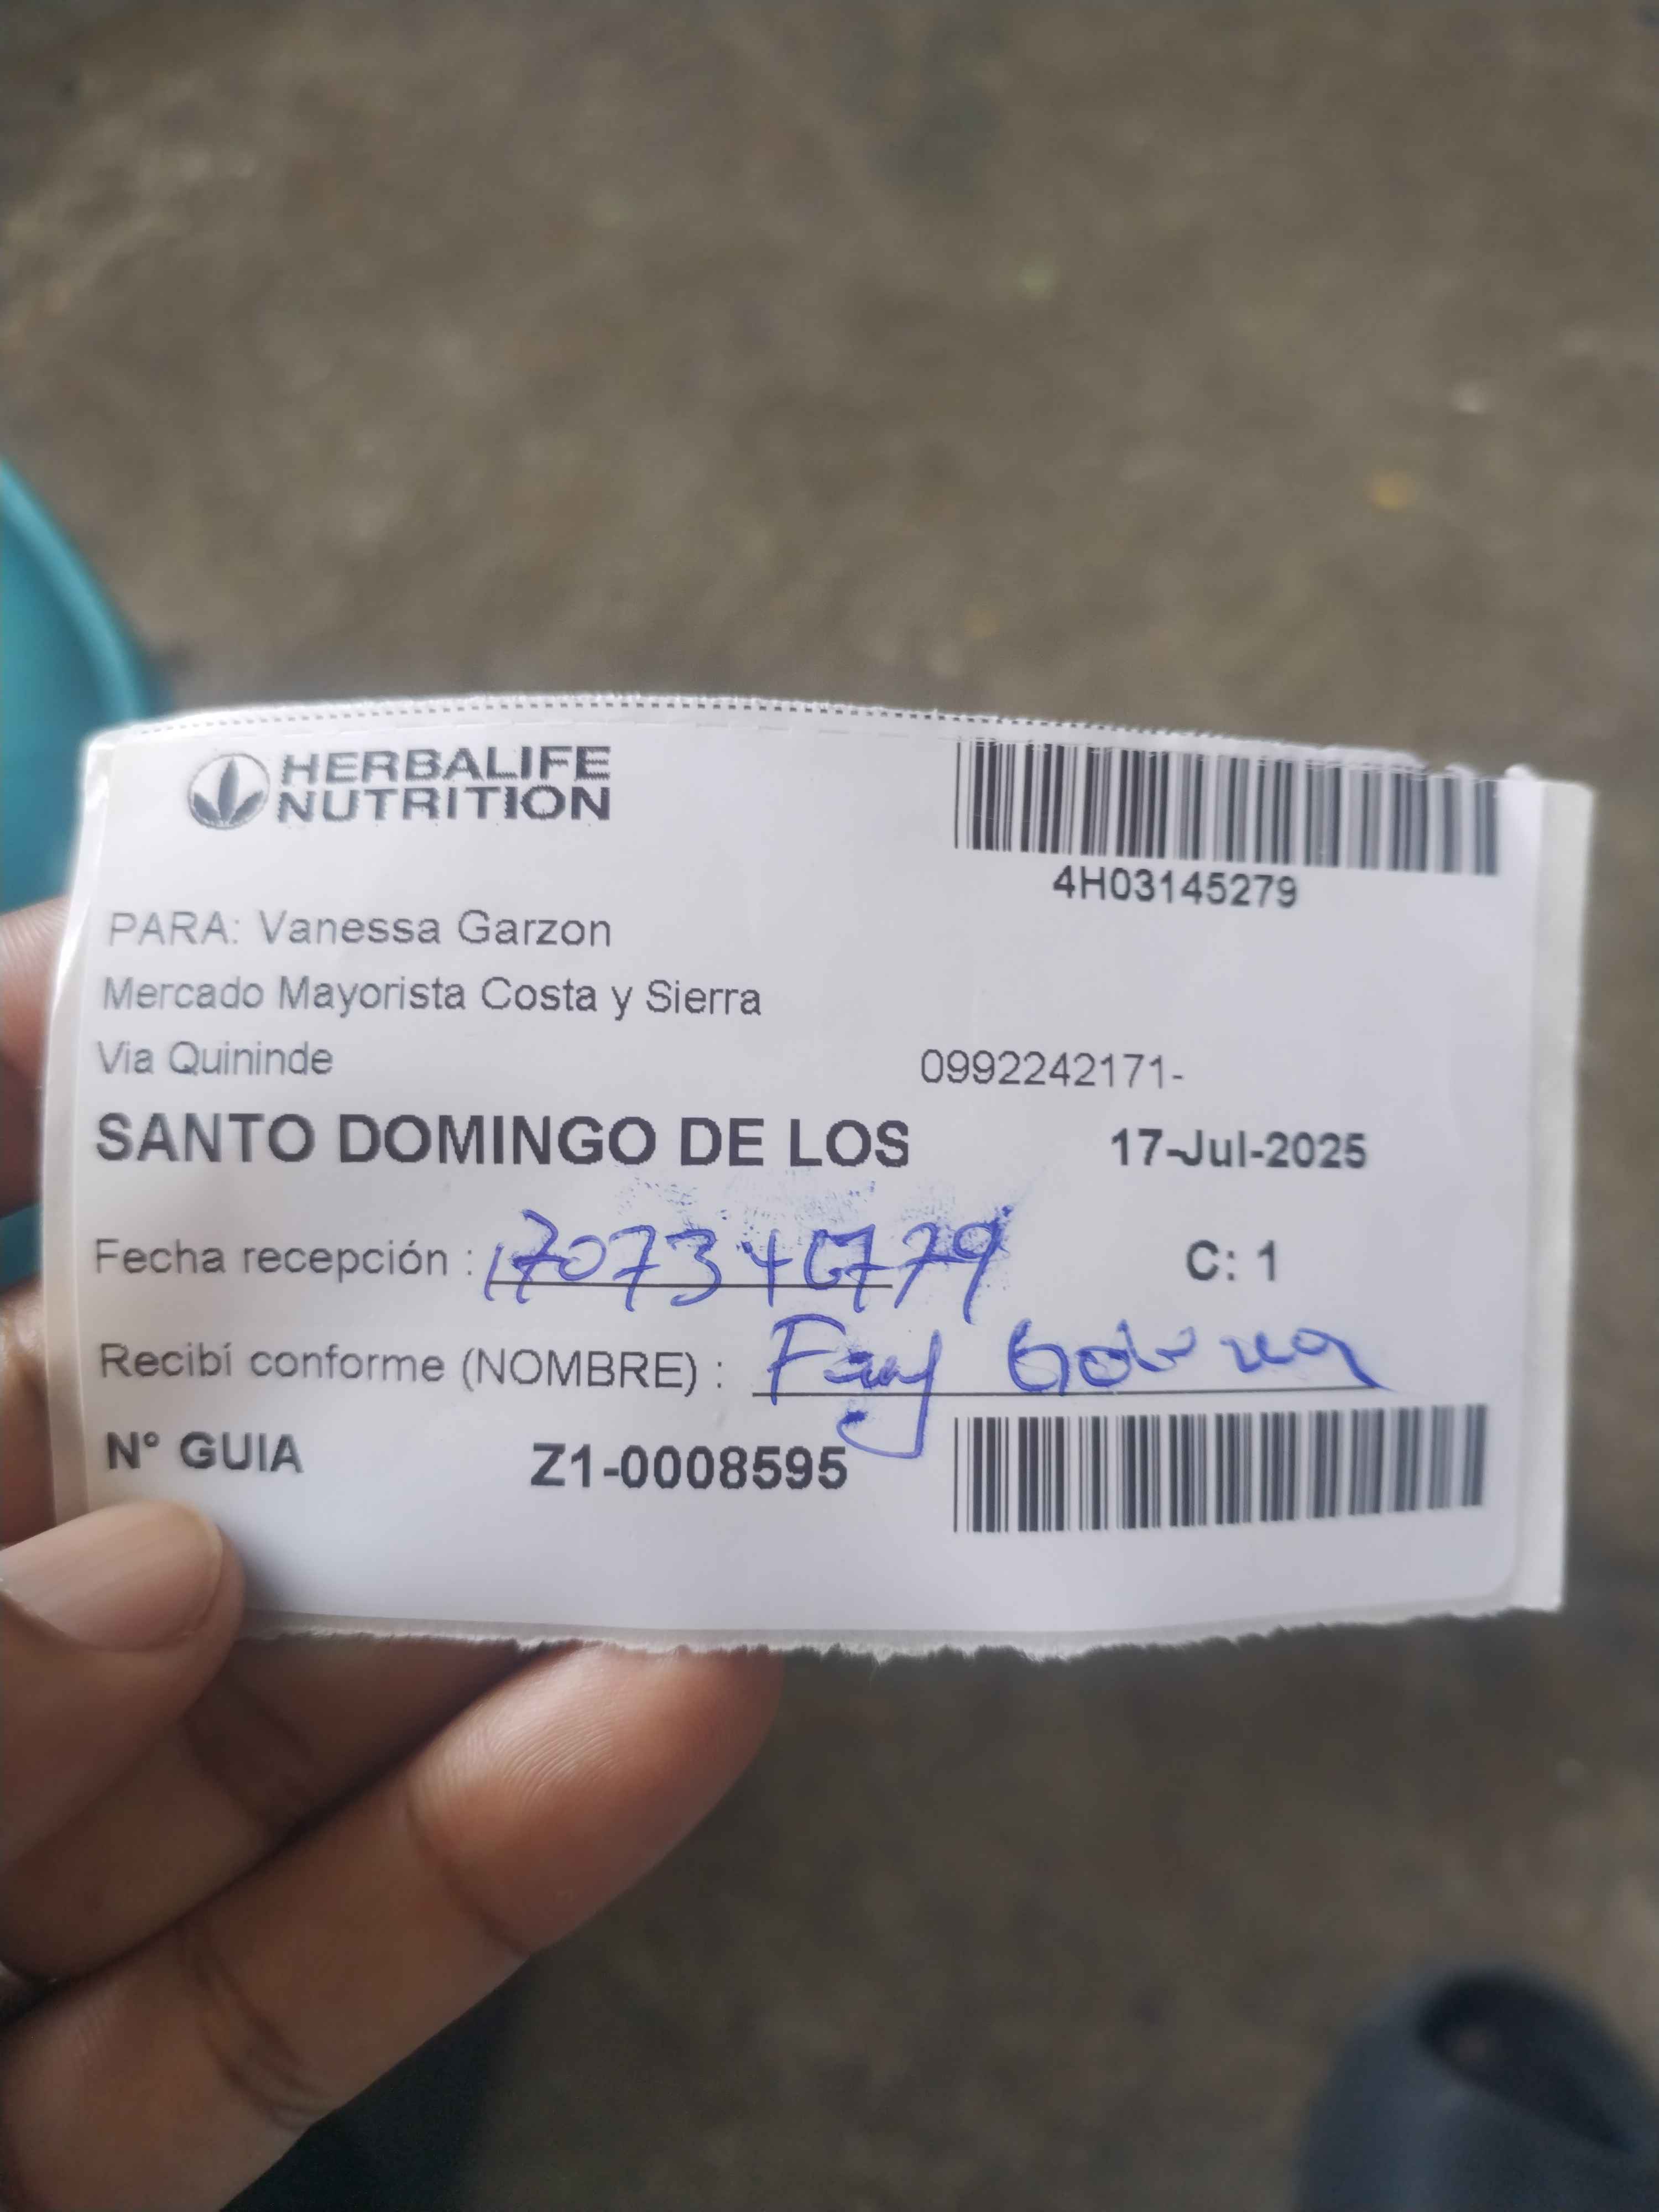 HERBALIFE
NUTRITION
4H03145279
PARA: Vanessa Garzon
Mercado Mayorista Costa y Sierra
Via Quininde 0992242171-
SANTO DOMINGO DE LOS 17-Jul-2025
Fecha recepción : C: 1
Recibí conforme (NOMBRE) :
N° GUIA Z1-0008595